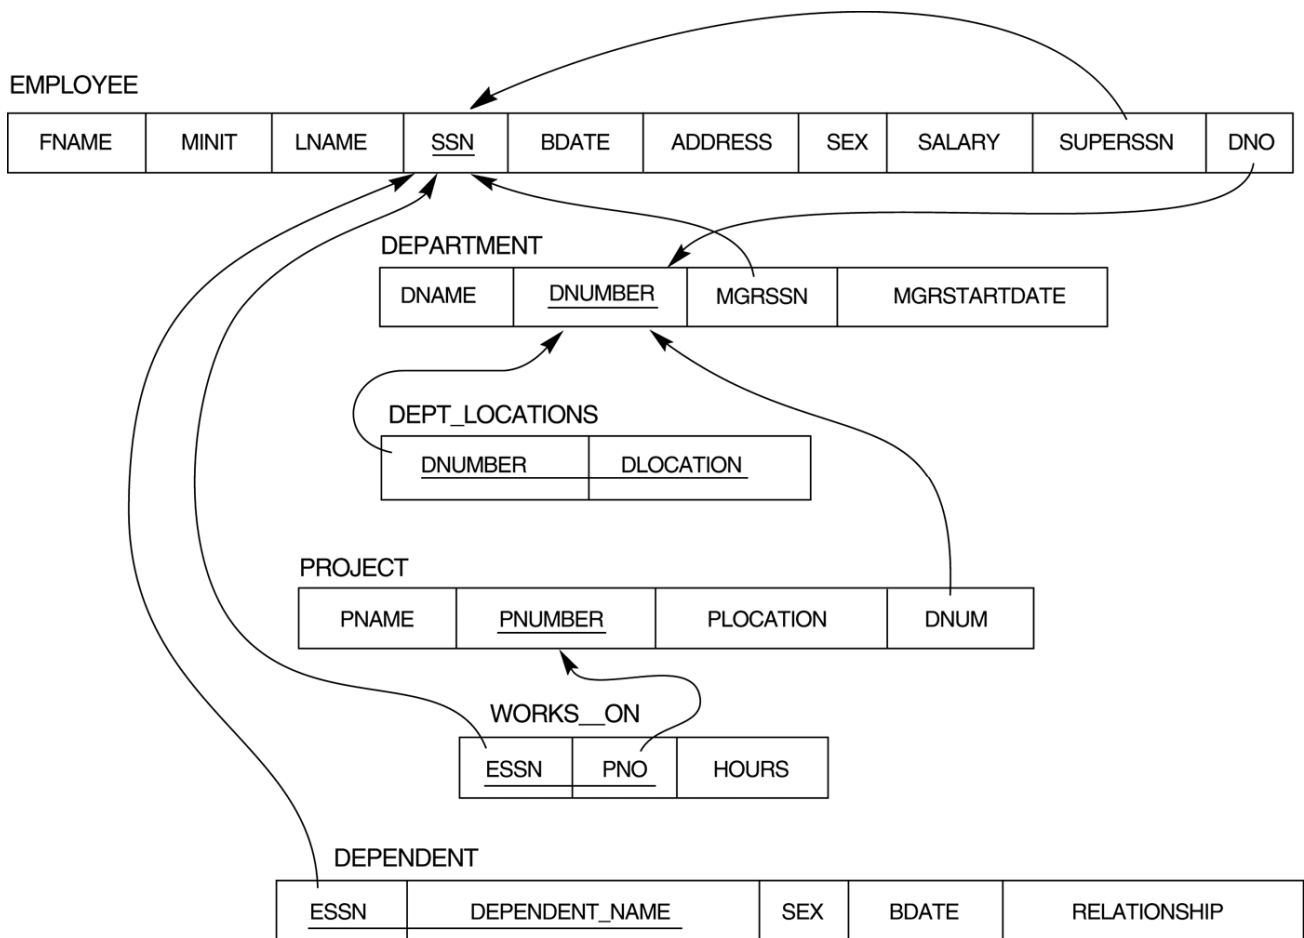 EMPLOYEE
FNAME MINIT LNAME SSN BDATE ADDRESS SEX SALARY SUPERSSN DNO
DEPARTMENT
DNAME DNUMBER MGRSSN MGRSTARTDATE
DEPT_LOCATIONS
DNUMBER DLOCATION
PROJECT
PNAME PNUMBER PLOCATION DNUM
WORKS__ON
ESSN PNO HOURS
DEPENDENT
ESSN DEPENDENT_NAME SEX BDATE RELATIONSHIP